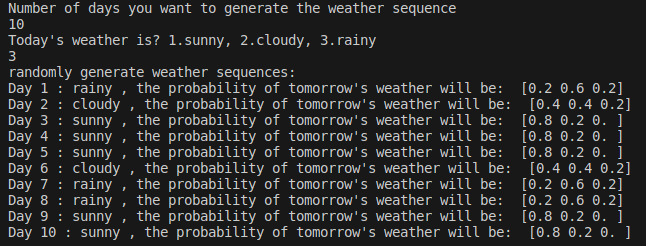 Number of days you want to generate the weather sequence
10
Today's weather is? 1.sunny, 2.cloudy, 3.rainy
3
randomly generate weather sequences:
Day 1 : rainy , the probability of tomorrow's weather will be:  [0.2 0.6 0.2]
Day 2 : cloudy , the probability of tomorrow's weather will be:  [0.4 0.4 0.2]
Day 3 : sunny , the probability of tomorrow's weather will be:  [0.8 0.2 0. ]
Day 4 : sunny , the probability of tomorrow's weather will be:  [0.8 0.2 0. ]
Day 5 : sunny , the probability of tomorrow's weather will be:  [0.8 0.2 0. ]
Day 6 : cloudy , the probability of tomorrow's weather will be:  [0.4 0.4 0.2]
Day 7 : rainy , the probability of tomorrow's weather will be:  [0.2 0.6 0.2]
Day 8 : rainy , the probability of tomorrow's weather will be:  [0.2 0.6 0.2]
Day 9 : sunny , the probability of tomorrow's weather will be:  [0.8 0.2 0. ]
Day 10 : sunny , the probability of tomorrow's weather will be:  [0.8 0.2 0. ]